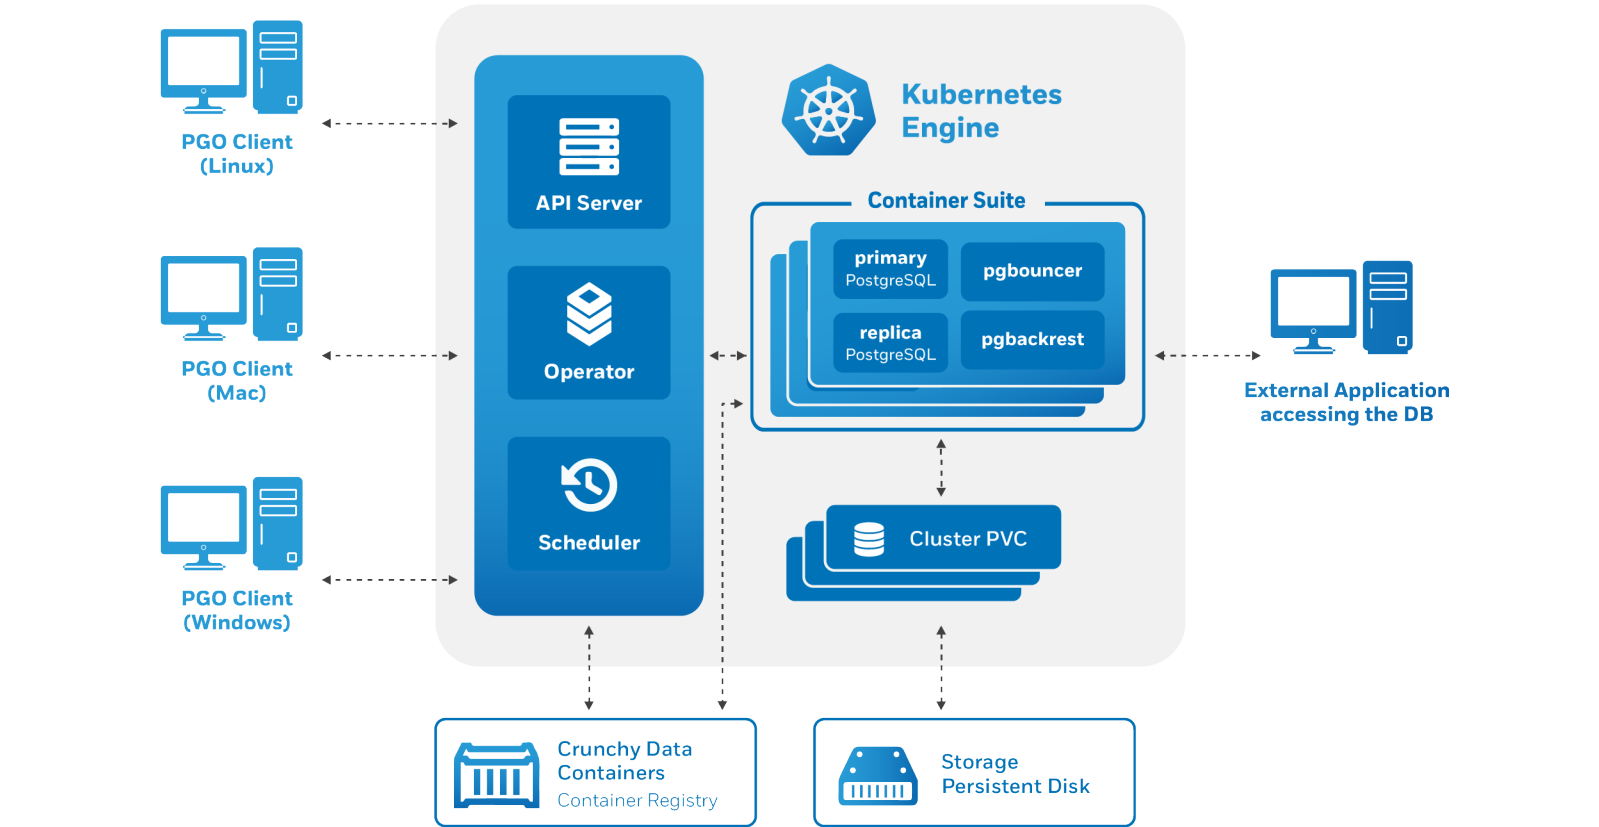 PGO Client
(Linux)
PGO Client
(Mac)
PGO Client
(Windows)
API Server
Operator
Scheduler
Kubernetes
Engine
Container Suite
primary
PostgreSQL
pgbouncer
replica
PostgreSQL
pgbackrest
Cluster PVC
External Application
accessing the DB
Crunchy Data
Containers
Container Registry
Storage
Persistent Disk